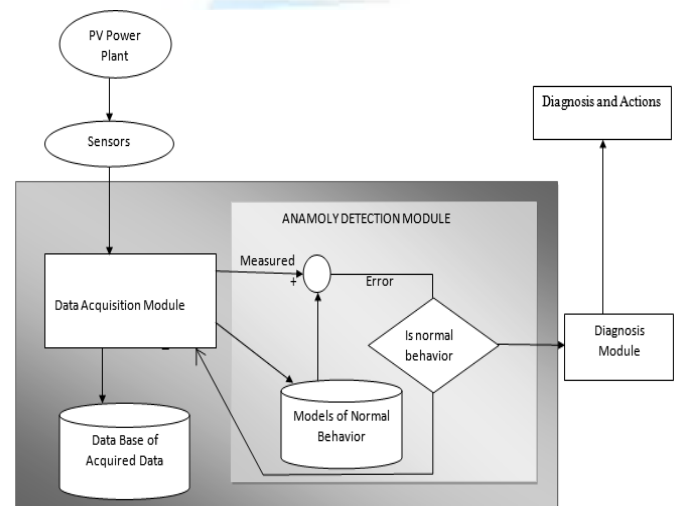 PV Power
Plant
Sensors
Diagnosis and Actions
ANAMOLY DETECTION MODULE
Measured
+
Error
Data Acquisition Module
Is normal
behavior
Diagnosis
Module
Models of Normal
Behavior
Data Base of
Acquired Data